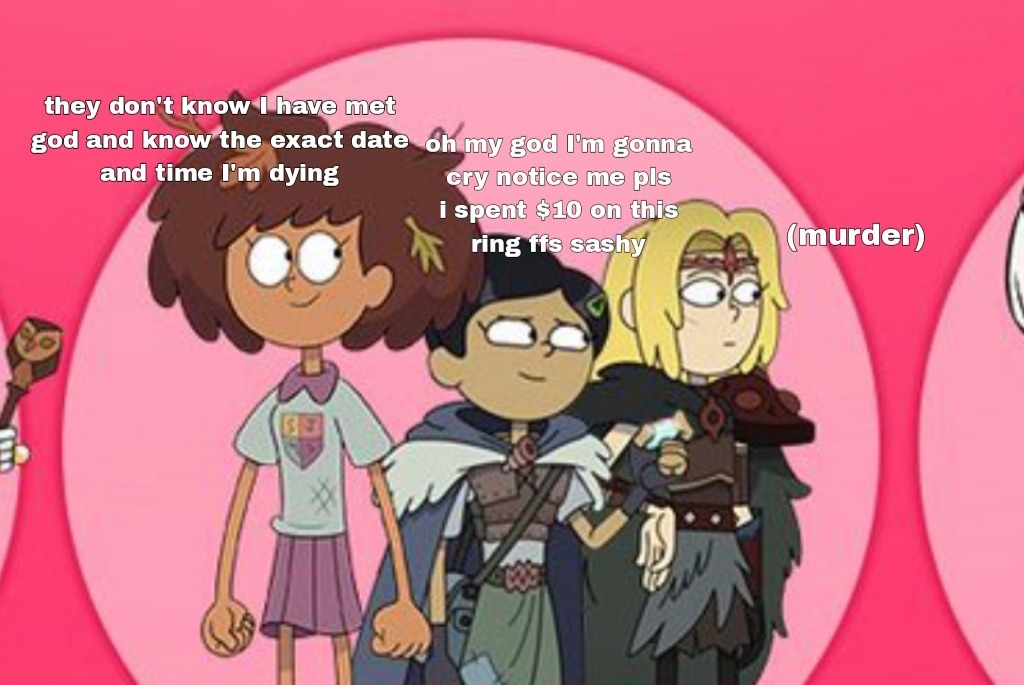 they don't know I have met
god and know the exact date
and time I'm dying
oh my god I'm gonna
cry notice me pls
i spent $10 on this
ring ffs sashy
(murder)